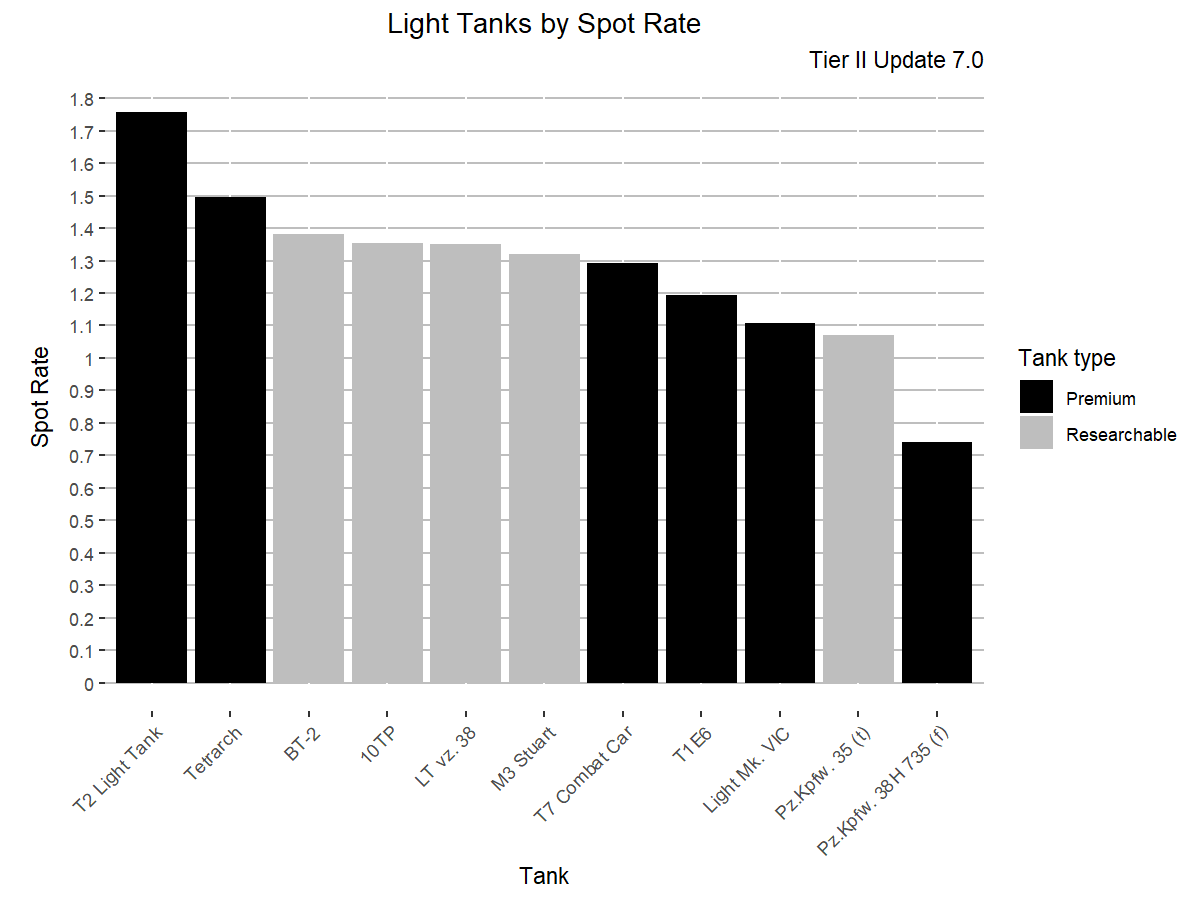 Light Tanks by Spot Rate
Tier II Update 7.0
1.8
1.7
1.6
1.5
1.4
1.3
1.2
1.1
1
0.9
0.8
0.7
0.6
0.5
0.4
0.3
0.2
0.1
0
Spot Rate
T2 Light Tank
Tetrarch
BT-2
10TP
LT vz. 38
M3 Stuart
T7 Combat Car
T1E6
Light Mk. VIC
Pz.Kpfw. 35 (t)
Pz.Kpfw. 38H 735 (f)
Tank
Tank type
Premium
Researchable